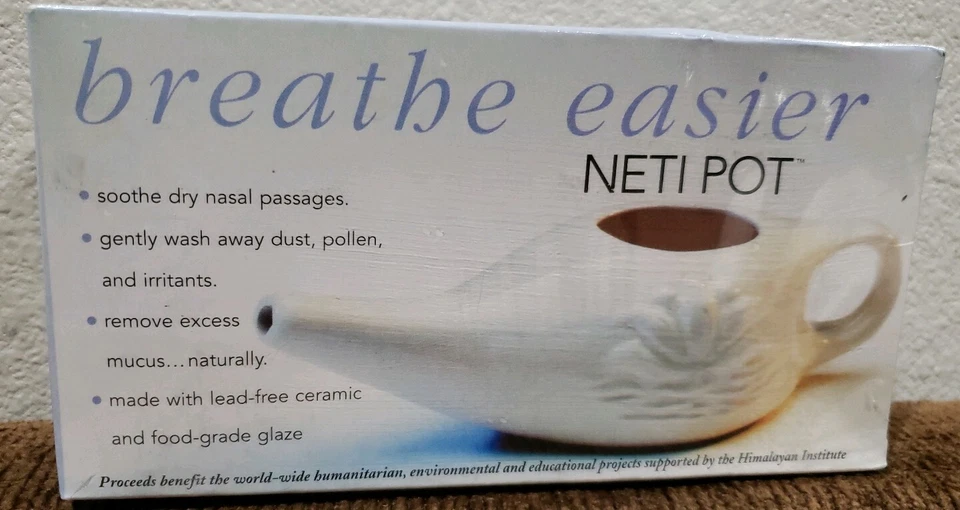 breathe easier
NETI POT™
• soothe dry nasal passages.
• gently wash away dust, pollen,
and irritants.
• remove excess
mucus...naturally.
• made with lead-free ceramic
and food-grade glaze
Proceeds benefit the world-wide humanitarian, environmental and educational projects supported by the Himalayan Institute